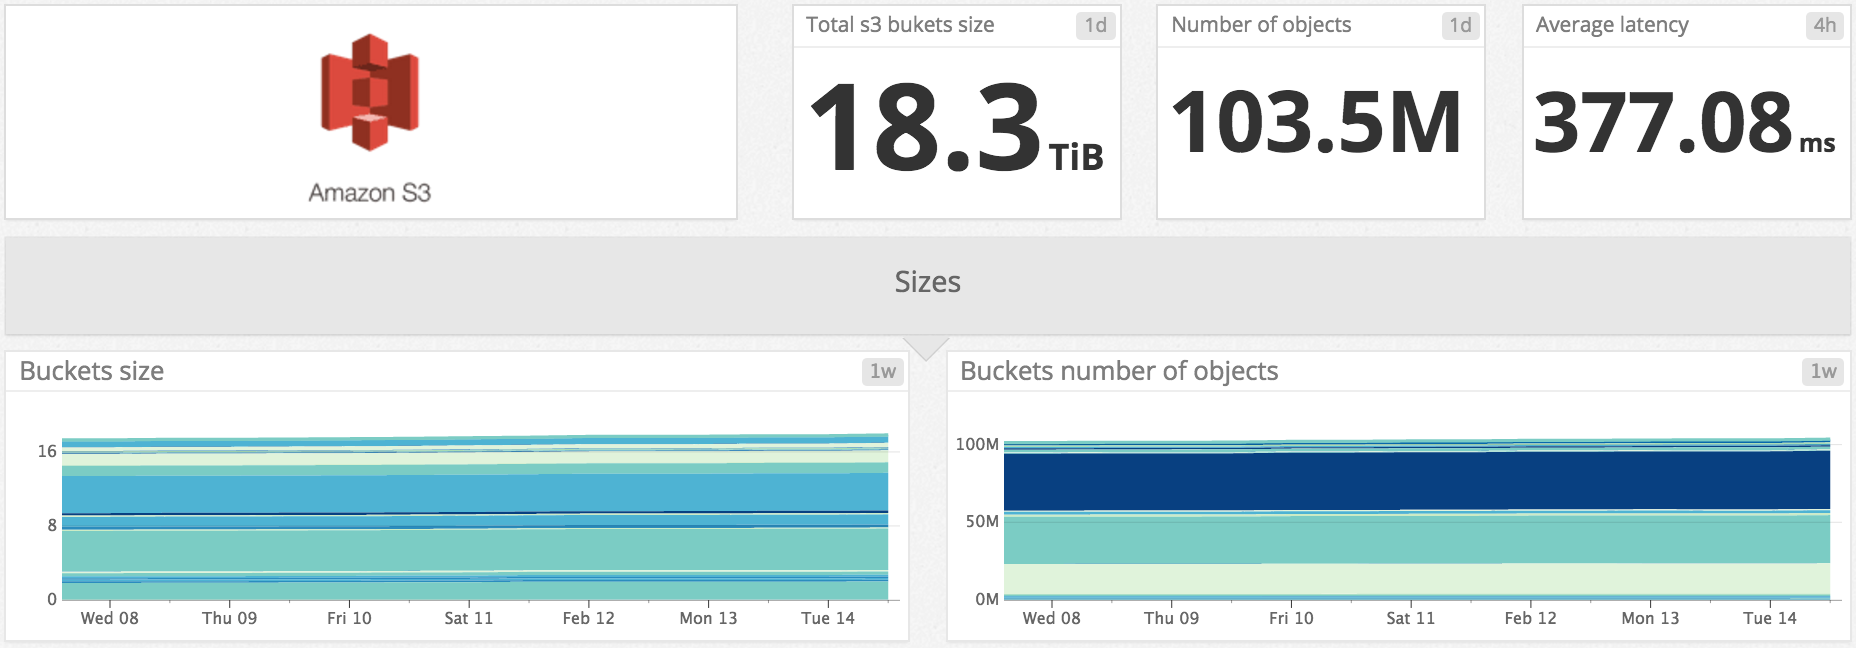 Amazon S3
Total s3 bukets size 1d
18.3 TiB
Number of objects 1d
103.5M
Average latency 4h
377.08 ms
Sizes
Buckets size 1w
16
8
0
Wed 08 Thu 09 Fri 10 Sat 11 Feb 12 Mon 13 Tue 14
Buckets number of objects 1w
100M
50M
0M
Wed 08 Thu 09 Fri 10 Sat 11 Feb 12 Mon 13 Tue 14